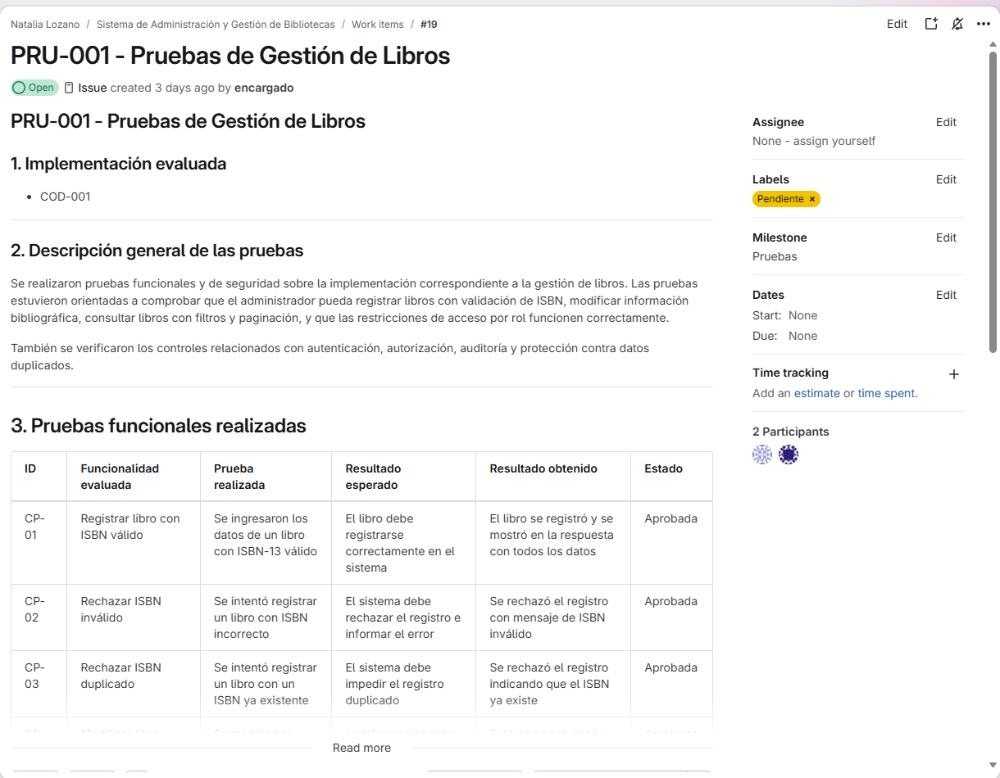 Natalia Lozano / Sistema de Administración y Gestión de Bibliotecas / Work items / #19
Edit
PRU-001 - Pruebas de Gestión de Libros
Open Issue created 3 days ago by encargado
PRU-001 - Pruebas de Gestión de Libros
1. Implementación evaluada
• COD-001
2. Descripción general de las pruebas
Se realizaron pruebas funcionales y de seguridad sobre la implementación correspondiente a la gestión de libros. Las pruebas
estuvieron orientadas a comprobar que el administrador pueda registrar libros con validación de ISBN, modificar información
bibliográfica, consultar libros con filtros y paginación, y que las restricciones de acceso por rol funcionen correctamente.
También se verificaron los controles relacionados con autenticación, autorización, auditoría y protección contra datos
duplicados.
3. Pruebas funcionales realizadas
ID
Funcionalidad
evaluada
Prueba
realizada
Resultado
esperado
Resultado obtenido
Estado
CP-
01
Registrar libro con
ISBN válido
Se ingresaron los
datos de un libro
con ISBN-13 válido
El libro debe
registrarse
correctamente en el
sistema
El libro se registró y se
mostró en la respuesta
con todos los datos
Aprobada
CP-
02
Rechazar ISBN
inválido
Se intentó registrar
un libro con ISBN
incorrecto
El sistema debe
rechazar el registro e
informar el error
Se rechazó el registro
con mensaje de ISBN
inválido
Aprobada
CP-
03
Rechazar ISBN
duplicado
Se intentó registrar
un libro con un
ISBN ya existente
El sistema debe
impedir el registro
duplicado
Se rechazó el registro
indicando que el ISBN
ya existe
Aprobada
Read more
Assignee
Edit
None - assign yourself
Labels
Edit
Pendiente ×
Milestone
Edit
Pruebas
Dates
Edit
Start: None
Due: None
Time tracking
+
Add an estimate or time spent.
2 Participants